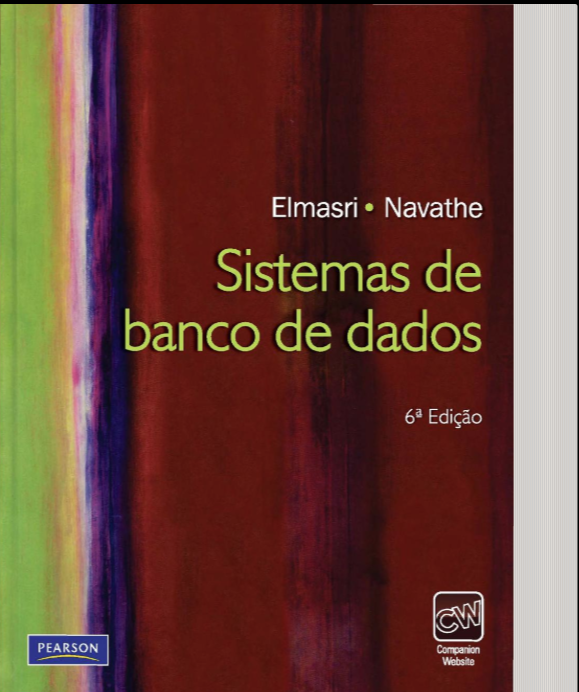 Elmasri • Navathe
Sistemas de
banco de dados
6ª Edição
PEARSON
CW
Companion
Website